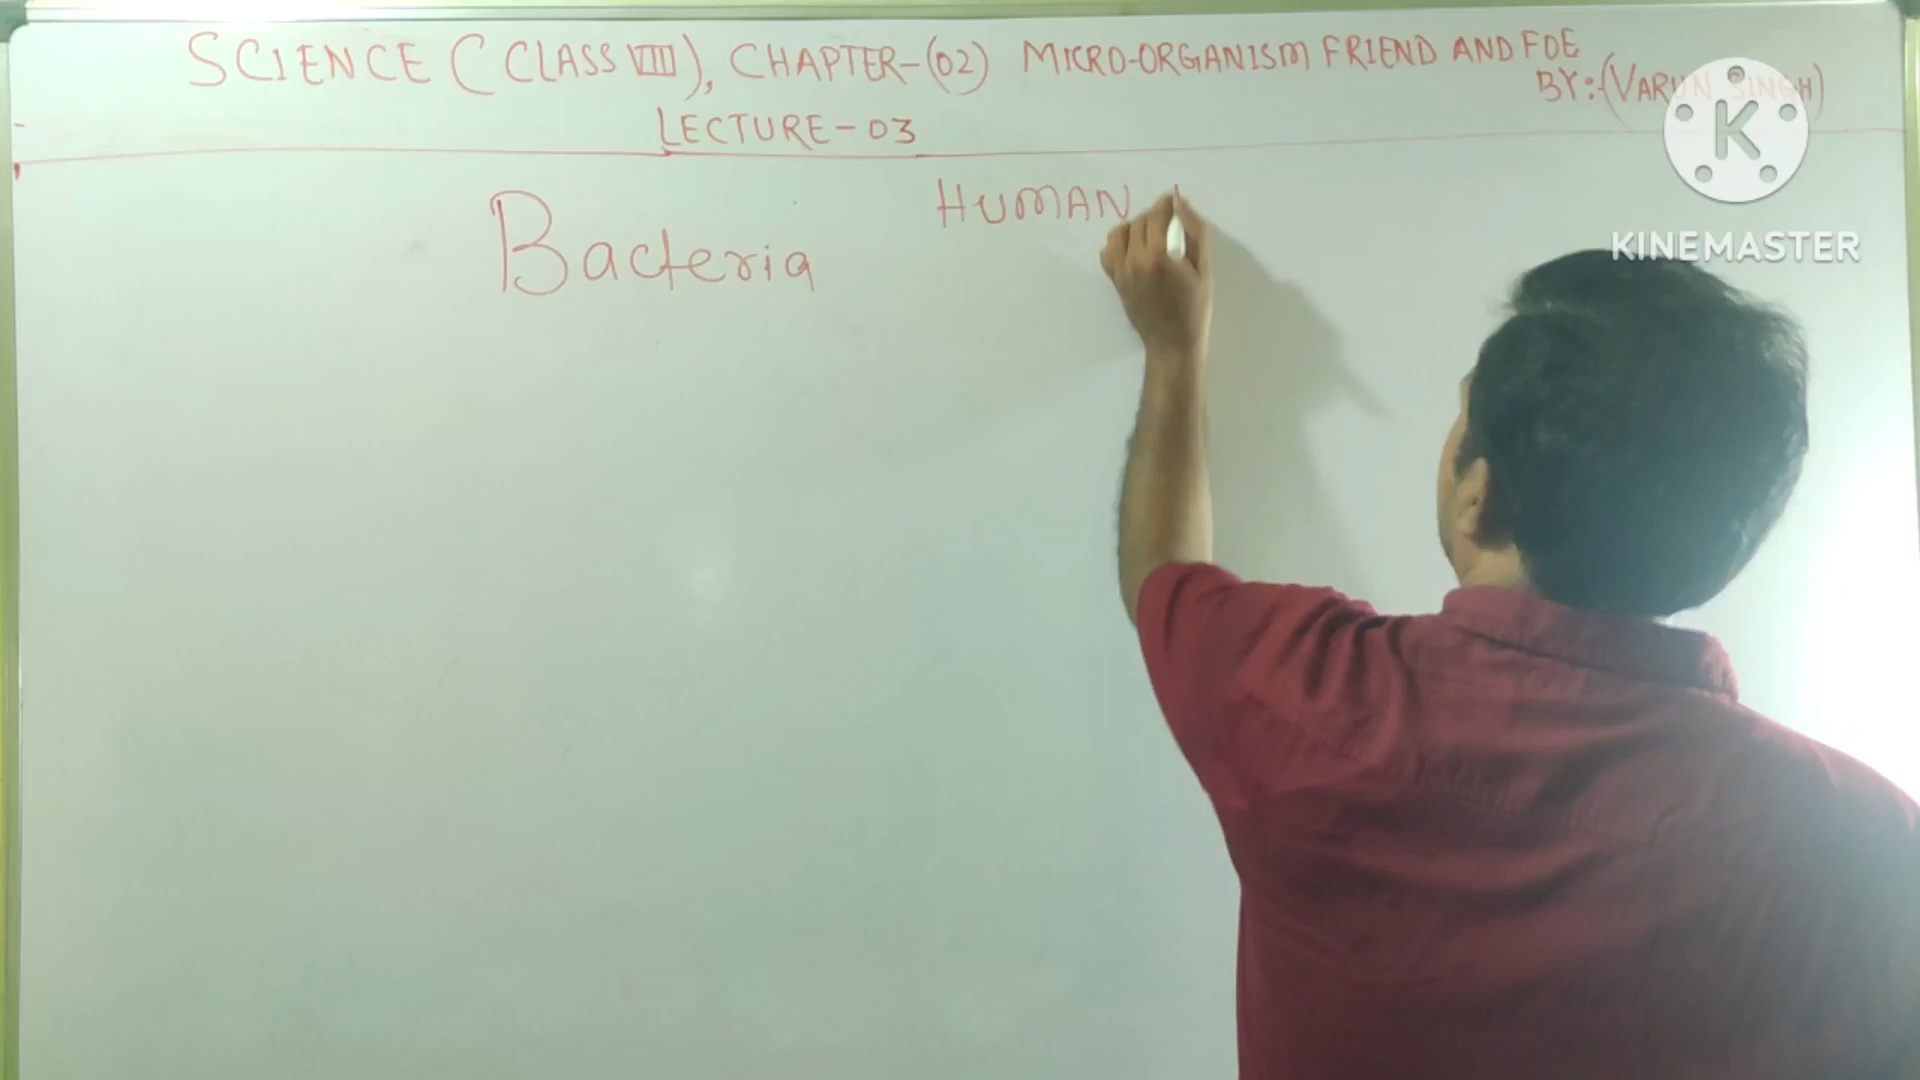 SCIENCE (CLASS VIII), CHAPTER-(02) MICRO-ORGANISM FRIEND AND FOE
BY:-(VARUN SINGH)
LECTURE-03
Bacteria HUMAN
K
KINEMASTER